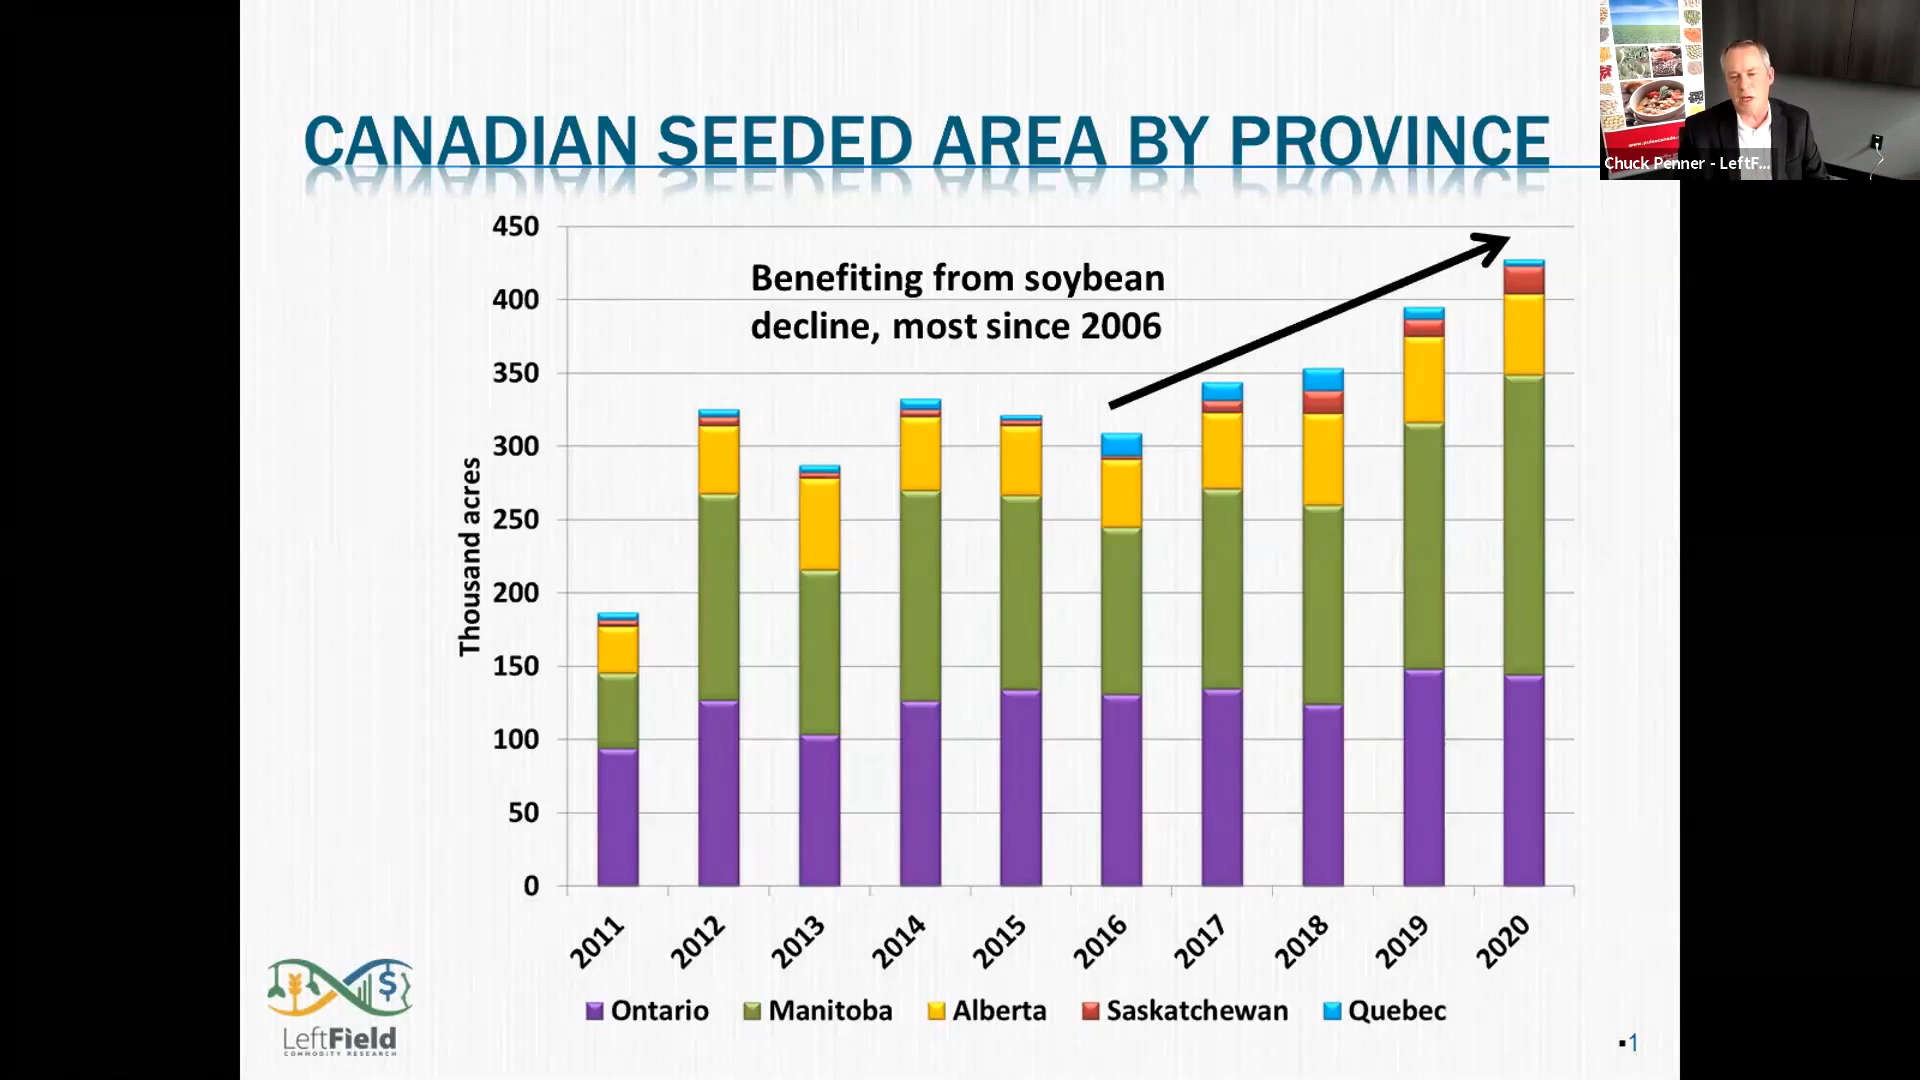 CANADIAN SEEDED AREA BY PROVINCE
Chuck Penner - LeftF...
Benefiting from soybean
decline, most since 2006
Thousand acres
450
400
350
300
250
200
150
100
50
0
2011
2012
2013
2014
2015
2016
2017
2018
2019
2020
Ontario
Manitoba
Alberta
Saskatchewan
Quebec
LeftField
COMMODITY RESEARCH
1